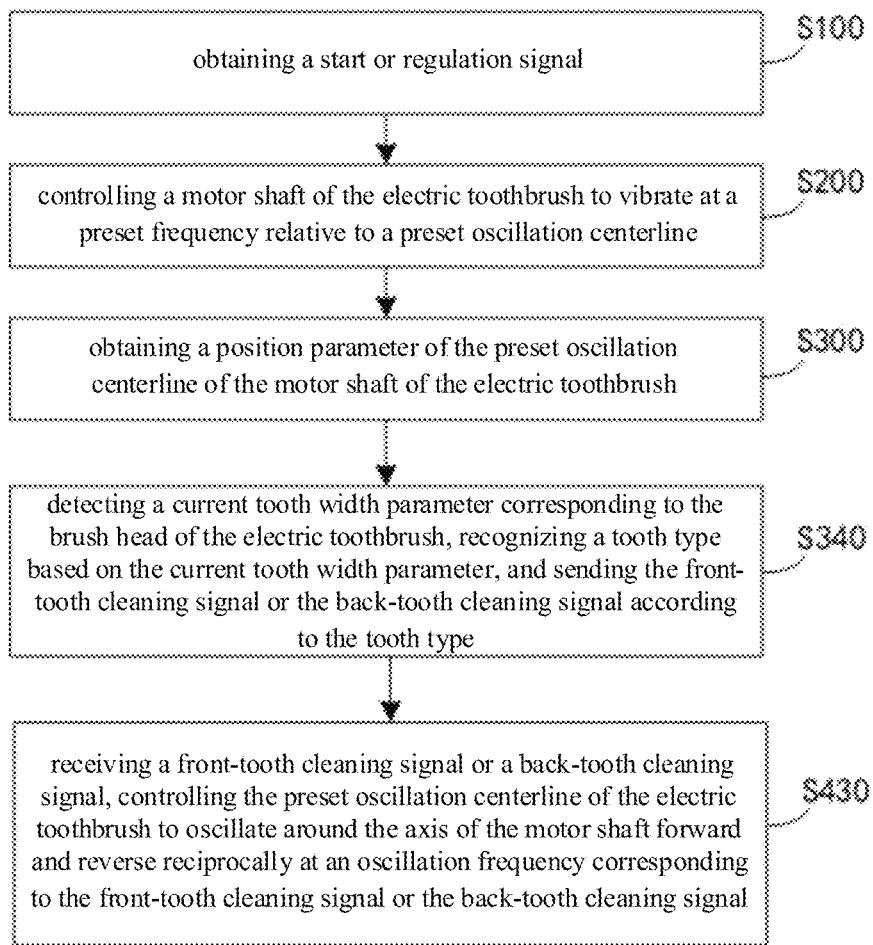 obtaining a start or regulation signal
S100
controlling a motor shaft of the electric toothbrush to vibrate at a
preset frequency relative to a preset oscillation centerline
S200
obtaining a position parameter of the preset oscillation
centerline of the motor shaft of the electric toothbrush
S300
detecting a current tooth width parameter corresponding to the
brush head of the electric toothbrush, recognizing a tooth type
based on the current tooth width parameter, and sending the front-
tooth cleaning signal or the back-tooth cleaning signal according
to the tooth type
S340
receiving a front-tooth cleaning signal or a back-tooth cleaning
signal, controlling the preset oscillation centerline of the electric
toothbrush to oscillate around the axis of the motor shaft forward
and reverse reciprocally at an oscillation frequency corresponding
to the front-tooth cleaning signal or the back-tooth cleaning signal
S430